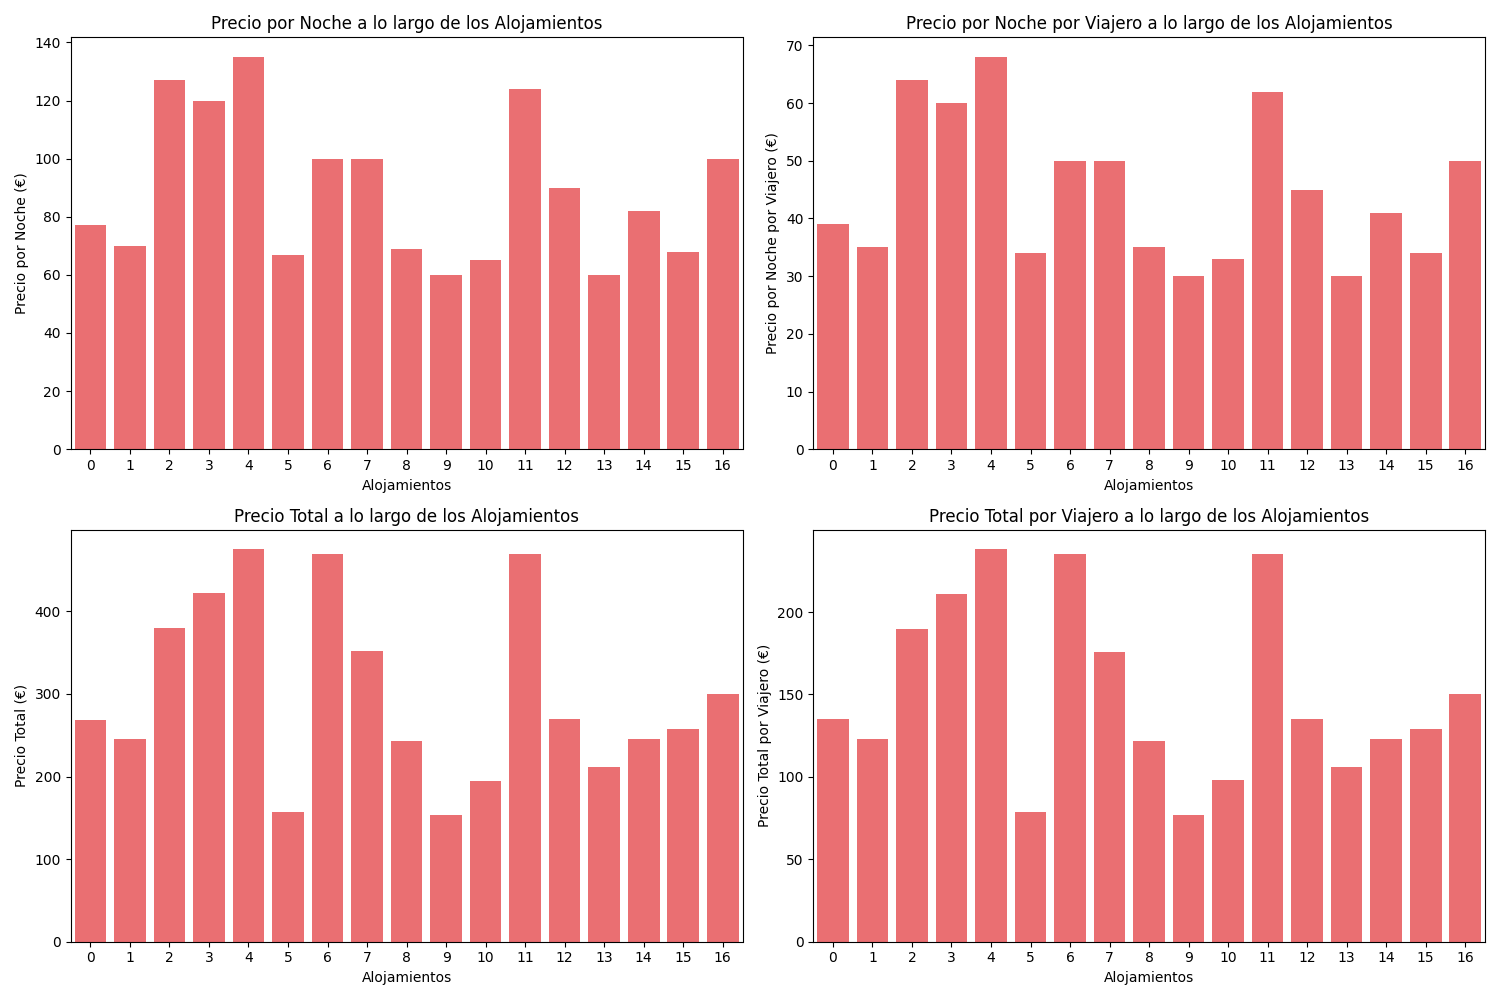 Precio por Noche a lo largo de los Alojamientos
Precio por Noche (€)
140
120
100
80
60
40
20
0
0 1 2 3 4 5 6 7 8 9 10 11 12 13 14 15 16
Alojamientos
Precio por Noche por Viajero a lo largo de los Alojamientos
Precio por Noche por Viajero (€)
70
60
50
40
30
20
10
0
0 1 2 3 4 5 6 7 8 9 10 11 12 13 14 15 16
Alojamientos
Precio Total a lo largo de los Alojamientos
Precio Total (€)
400
300
200
100
0
0 1 2 3 4 5 6 7 8 9 10 11 12 13 14 15 16
Alojamientos
Precio Total por Viajero a lo largo de los Alojamientos
Precio Total por Viajero (€)
200
150
100
50
0
0 1 2 3 4 5 6 7 8 9 10 11 12 13 14 15 16
Alojamientos